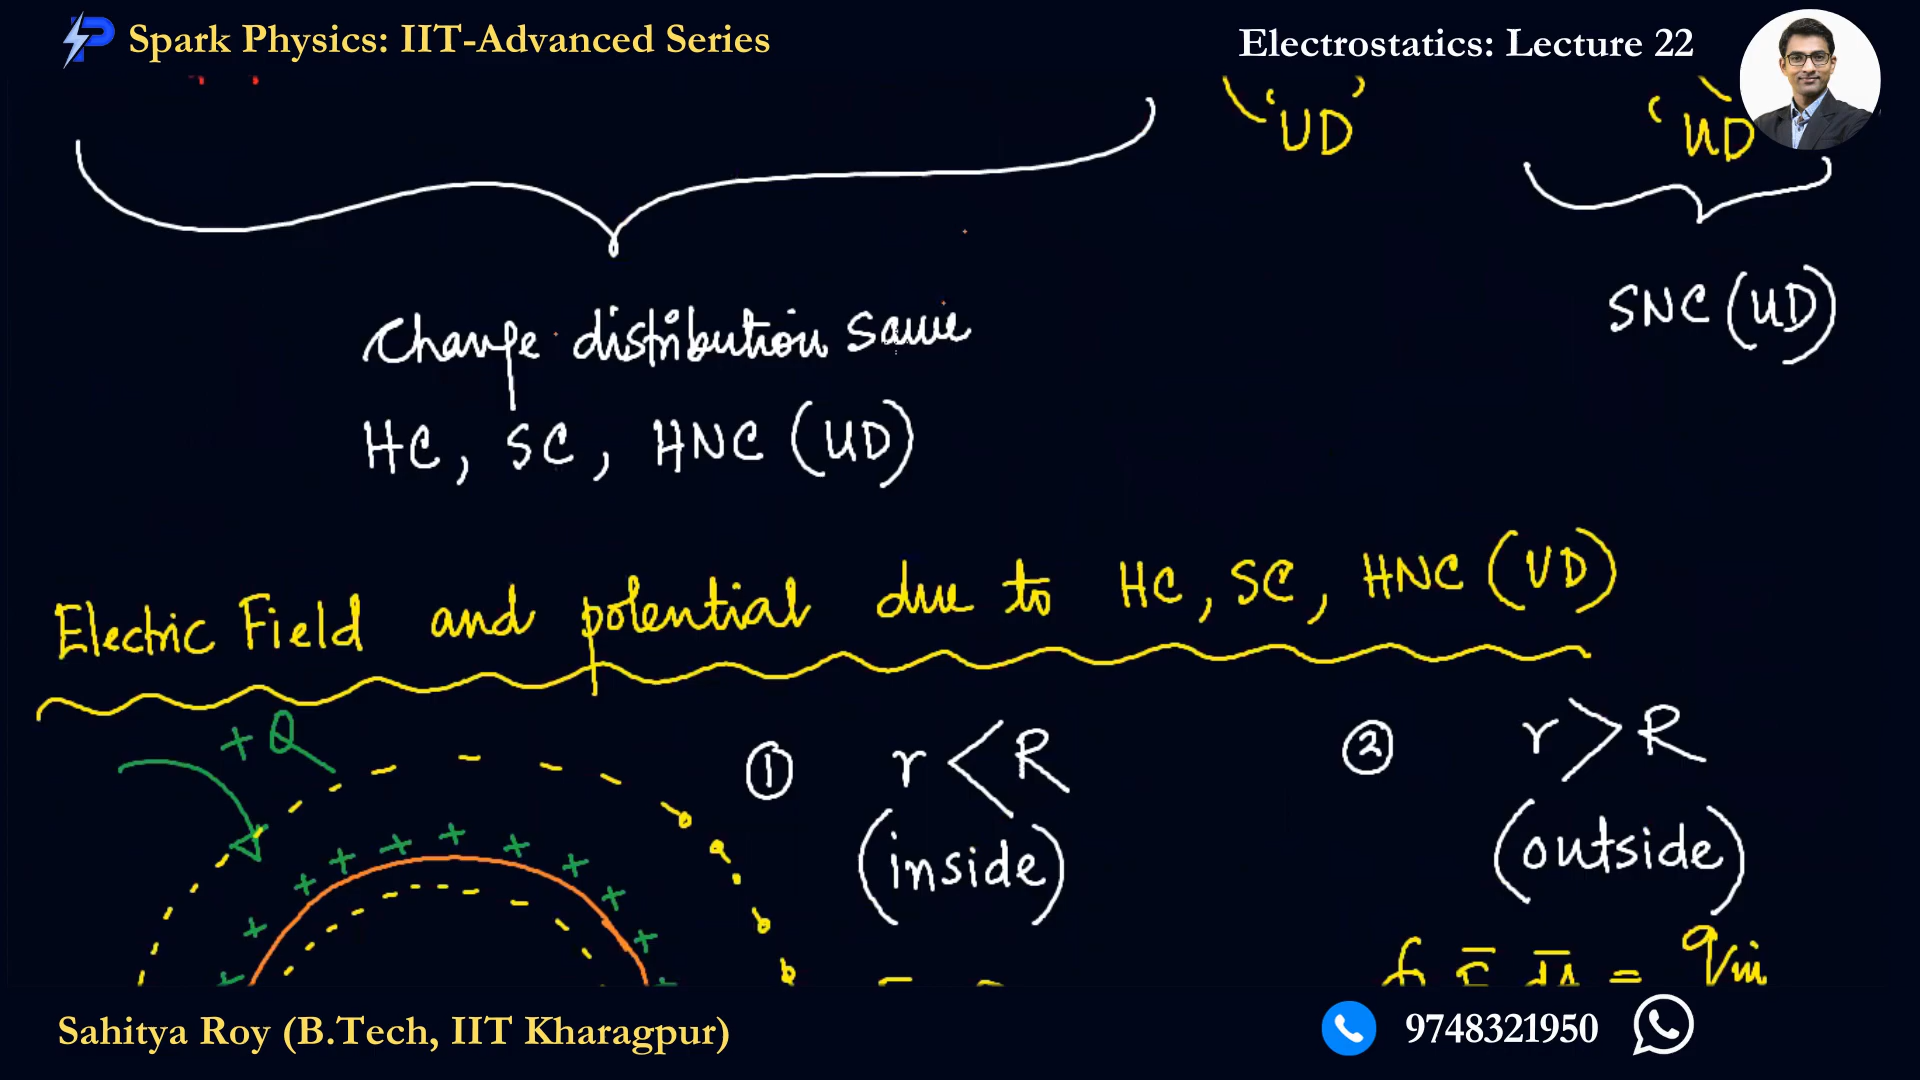 Spark Physics: IIT-Advanced Series
Electrostatics: Lecture 22
'UD'
'UD
SNC (UD)
Charge distribution same
HC, SC, HNC (UD)
Electric Field and potential due to HC, SC, HNC (UD)
+Q
① r < R
(inside)
② r > R
(outside)
Sahitya Roy (B.Tech, IIT Kharagpur)
9748321950